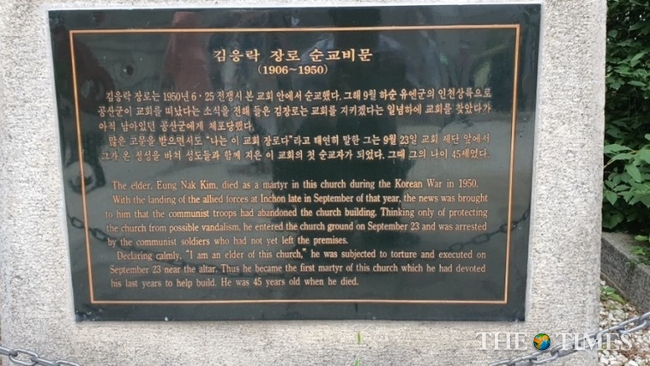 김응락 장로 순교비문
(1906~1950)
김응락 장로는 1950년 6·25 전쟁시 본 교회 안에서 순교했다. 그해 9월 하순 유엔군의 인천상륙으로
공산군이 교회를 떠났다는 소식을 전해 들은 김장로는 교회를 지키겠다는 일념하에 교회를 찾았다가
아직 남아있던 공산군에게 체포당했다.
많은 고문을 받으면서도 "나는 이 교회 장로다"라고 태연히 말한 그는 9월 23일 교회 제단 앞에서
그가 온 정성을 바쳐 성도들과 함께 지은 이 교회의 첫 순교자가 되었다. 그때 그의 나이 45세였다.
The elder, Eung Nak Kim, died as a martyr in this church during the Korean War in 1950.
With the landing of the allied forces at Inchon late in September of that year, the news was brought
to him that the communist troops had abandoned the church building. Thinking only of protecting
the church from possible vandalism, he entered the church ground on September 23 and was arrested
by the communist soldiers who had not yet left the premises.
Declaring calmly, "I am an elder of this church," he was subjected to torture and executed on
September 23 near the altar. Thus he became the first martyr of this church which he had devoted
his last years to help build. He was 45 years old when he died.
THE TIMES